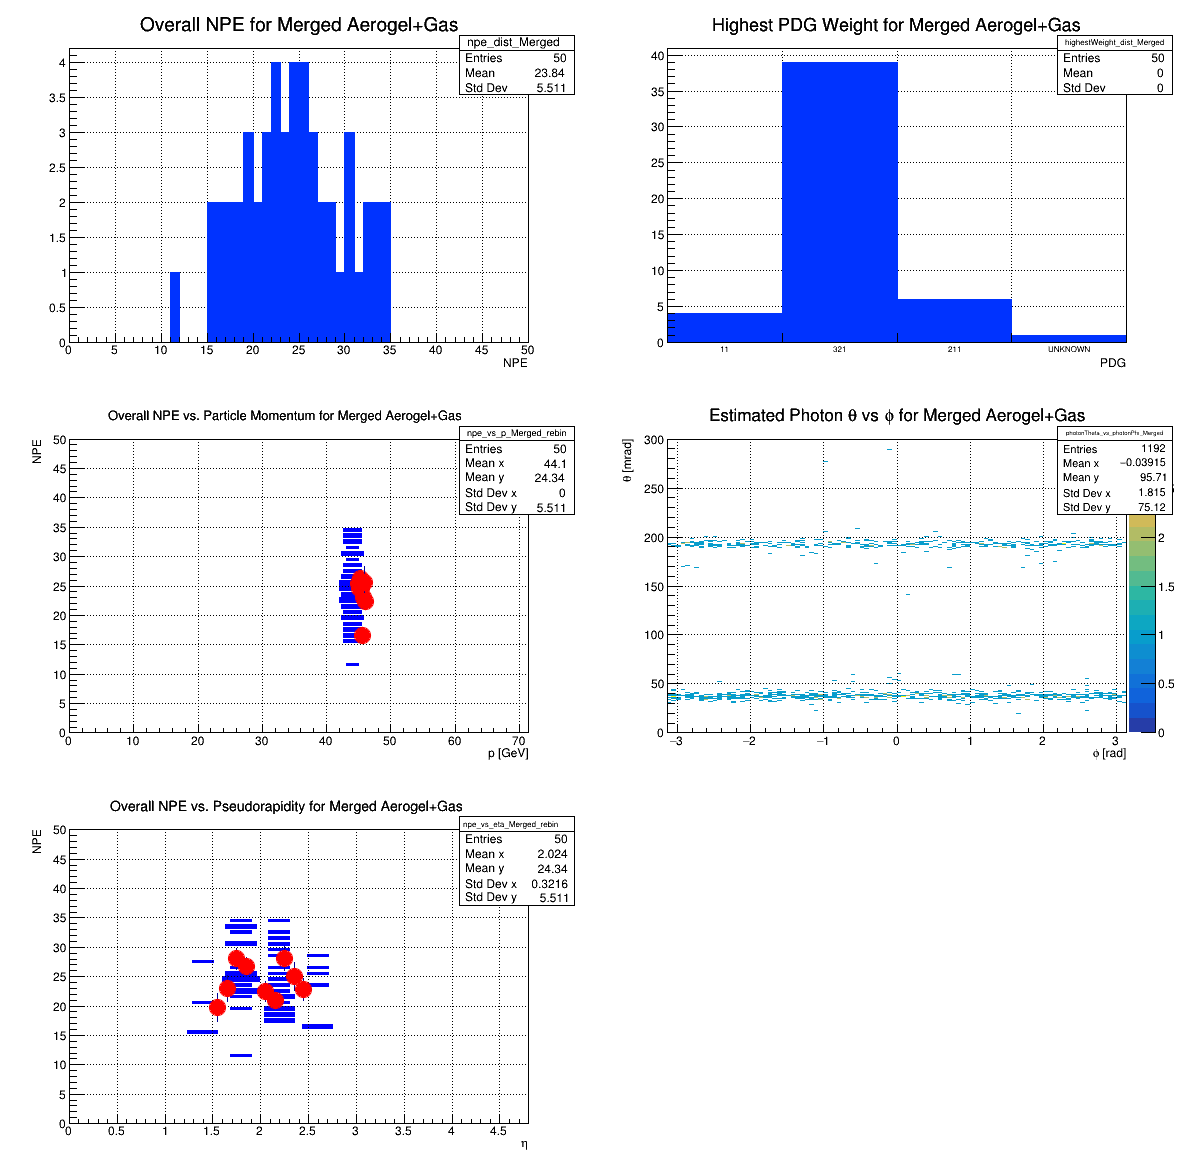 Overall NPE for Merged Aerogel+Gas
npe_dist_Merged
Entries 50
Mean 23.84
Std Dev 5.511
4
3.5
3
2.5
2
1.5
1
0.5
0
0 5 10 15 20 25 30 35 40 45 50
NPE
Highest PDG Weight for Merged Aerogel+Gas
highestWeight_dist_Merged
Entries 50
Mean 0
Std Dev 0
40
35
30
25
20
15
10
5
0
11 321 211 UNKNOWN
PDG
Overall NPE vs. Particle Momentum for Merged Aerogel+Gas
npe_vs_p_Merged_rebin
Entries 50
Mean x 44.1
Mean y 24.34
Std Dev x 0
Std Dev y 5.511
NPE
50
45
40
35
30
25
20
15
10
5
0
0 10 20 30 40 50 60 70
p [GeV]
Estimated Photon θ vs ϕ for Merged Aerogel+Gas
photonTheta_vs_photonPhi_Merged
Entries 1192
Mean x −0.03915
Mean y 95.71
Std Dev x 1.815
Std Dev y 75.12
θ [mrad]
300
250
200
150
100
50
0
−3 −2 −1 0 1 2 3
ϕ [rad]
2
1.5
1
0.5
0
Overall NPE vs. Pseudorapidity for Merged Aerogel+Gas
npe_vs_eta_Merged_rebin
Entries 50
Mean x 2.024
Mean y 24.34
Std Dev x 0.3216
Std Dev y 5.511
NPE
50
45
40
35
30
25
20
15
10
5
0
0 0.5 1 1.5 2 2.5 3 3.5 4 4.5
η